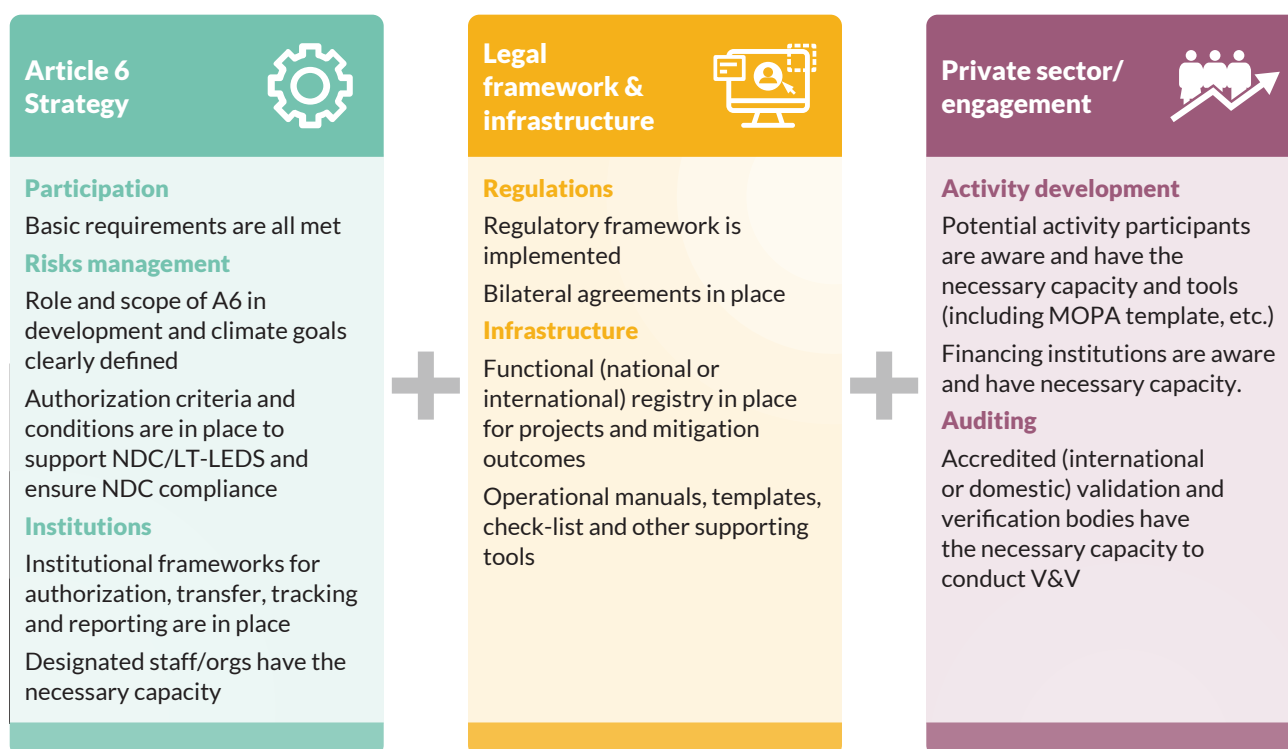 Article 6
Strategy
Participation
Basic requirements are all met
Risks management
Role and scope of A6 in
development and climate goals
clearly defined
Authorization criteria and
conditions are in place to
support NDC/LT-LEDS and
ensure NDC compliance
Institutions
Institutional frameworks for
authorization, transfer, tracking
and reporting are in place
Designated staff/orgs have the
necessary capacity
Legal
framework &
infrastructure
Regulations
Regulatory framework is
implemented
Bilateral agreements in place
Infrastructure
Functional (national or
international) registry in place
for projects and mitigation
outcomes
Operational manuals, templates,
check-list and other supporting
tools
Private sector/
engagement
Activity development
Potential activity participants
are aware and have the
necessary capacity and tools
(including MOPA template, etc.)
Financing institutions are aware
and have necessary capacity.
Auditing
Accredited (international
or domestic) validation and
verification bodies have
the necessary capacity to
conduct V&V